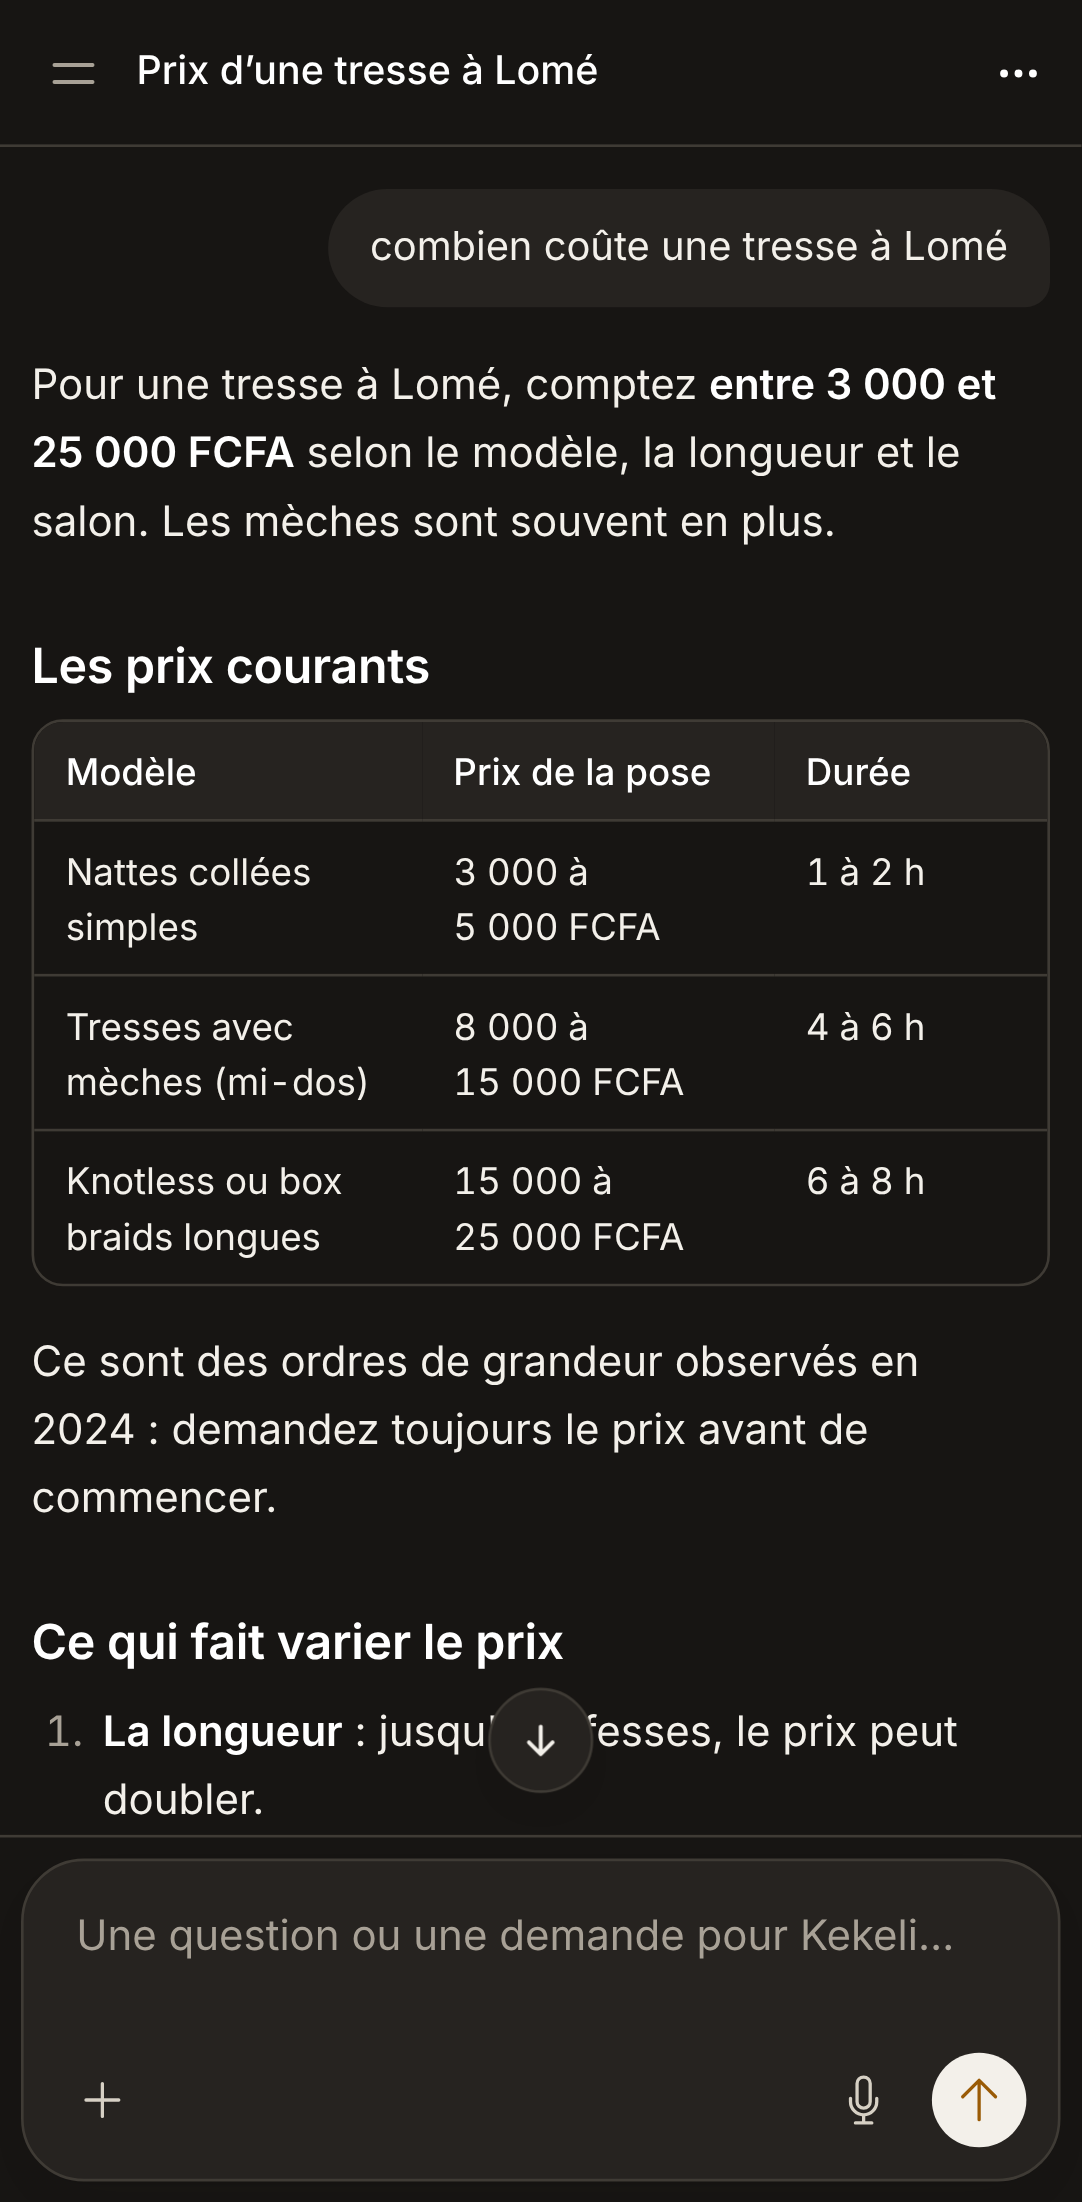 Prix d’une tresse à Lomé
combien coûte une tresse à Lomé
Pour une tresse à Lomé, comptez entre 3 000 et
25 000 FCFA selon le modèle, la longueur et le
salon. Les mèches sont souvent en plus.
Les prix courants
Modèle Prix de la pose Durée
Nattes collées 3 000 à 1 à 2 h
simples 5 000 FCFA
Tresses avec 8 000 à 4 à 6 h
mèches (mi-dos) 15 000 FCFA
Knotless ou box 15 000 à 6 à 8 h
braids longues 25 000 FCFA
Ce sont des ordres de grandeur observés en
2024 : demandez toujours le prix avant de
commencer.
Ce qui fait varier le prix
1. La longueur : fesses, le prix peut
doubler.
Une question ou une demande pour Kekeli...